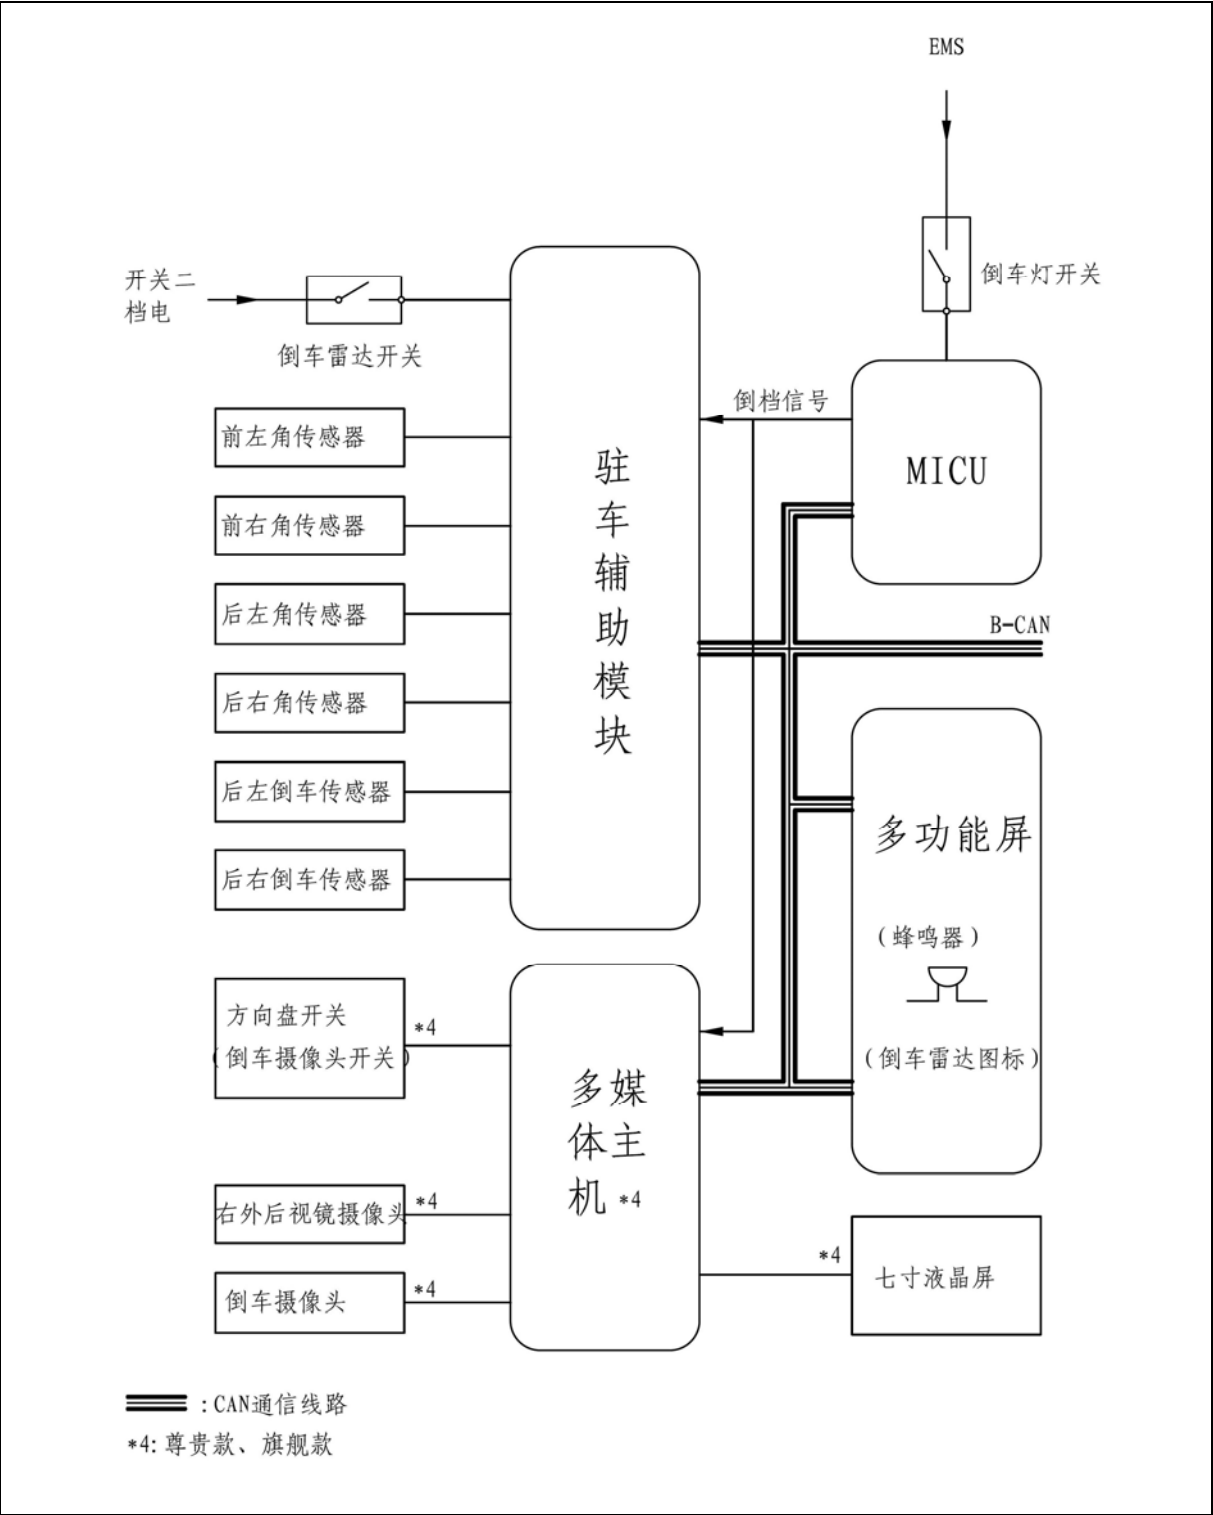 EMS
倒车灯开关
开关二
档电
倒车雷达开关
倒档信号
MICU
前左角传感器
前右角传感器
后左角传感器
后右角传感器
后左倒车传感器
后右倒车传感器
驻
车
辅
助
模
块
B-CAN
多功能屏
(蜂鸣器)
(倒车雷达图标)
方向盘开关
(倒车摄像头开关)
*4
右外后视镜摄像头
*4
倒车摄像头
*4
多媒
体主
机 *4
*4
七寸液晶屏
:CAN通信线路
*4: 尊贵款、旗舰款